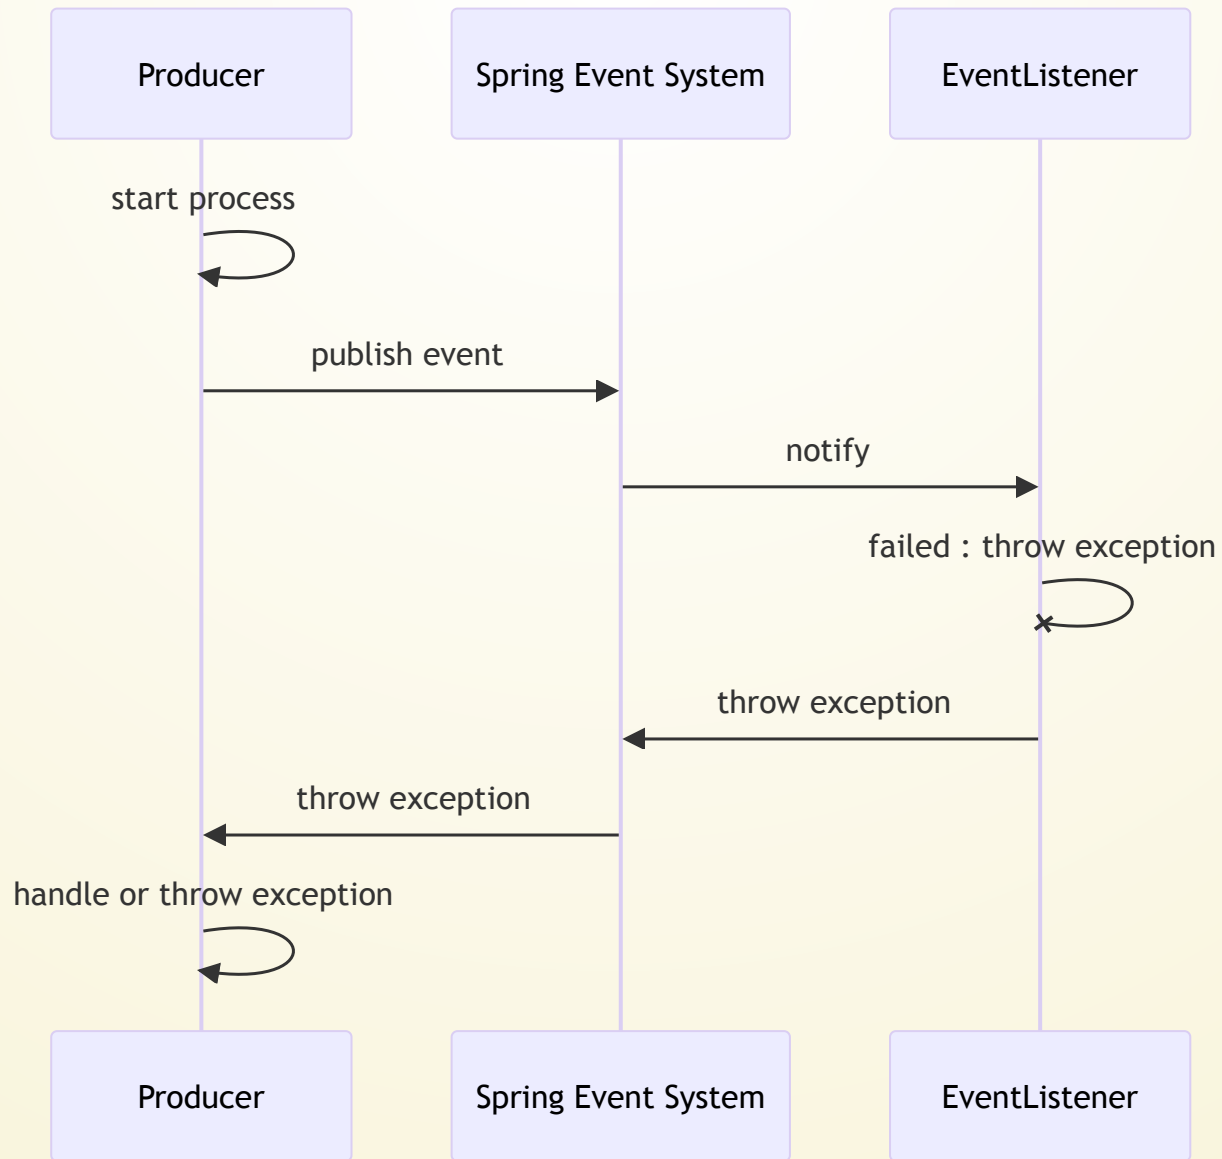 Producer
Spring Event System
EventListener
start process
publish event
notify
failed : throw exception
throw exception
throw exception
handle or throw exception
Producer
Spring Event System
EventListener